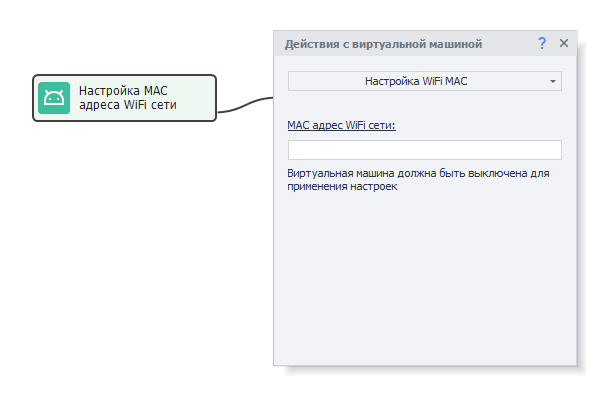 Действия с виртуальной машиной
?
Настройка MAC
адреса WiFi сети
Настройка WiFi MAC
MAC адрес WiFi сети:
Виртуальная машина должна быть выключена для
применения настроек